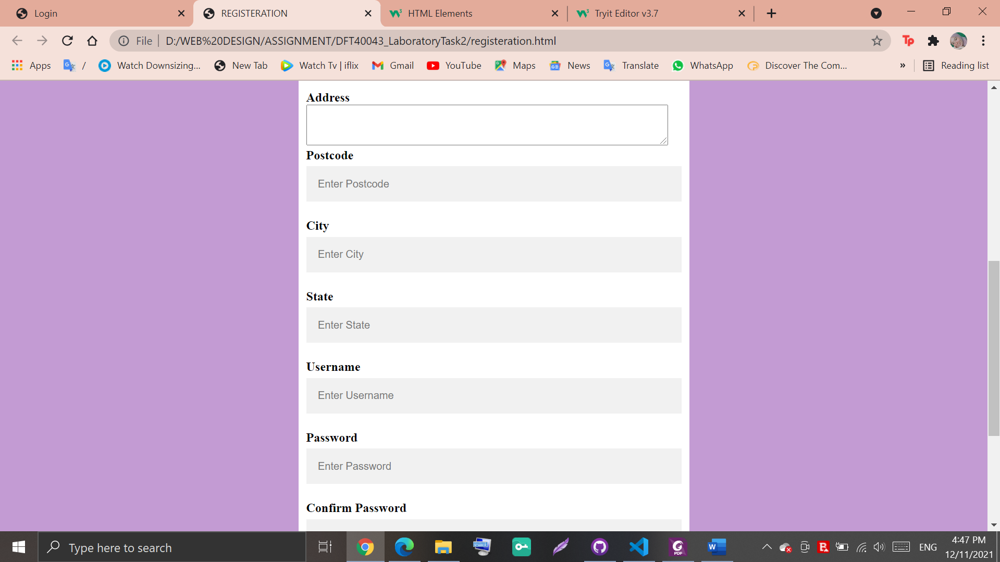 Login
REGISTERATION
HTML Elements
Tryit Editor v3.7
File
D:/WEB%20DESIGN/ASSIGNMENT/DFT40043_LaboratoryTask2/registeration.html
Tp
Apps
/
Watch Downsizing...
New Tab
Watch Tv | iflix
Gmail
YouTube
Maps
News
Translate
WhatsApp
Discover The Com...
»
Reading list
Address
Postcode
Enter Postcode
City
Enter City
State
Enter State
Username
Enter Username
Password
Enter Password
Confirm Password
Type here to search
PDF
W
ENG
4:47 PM
12/11/2021